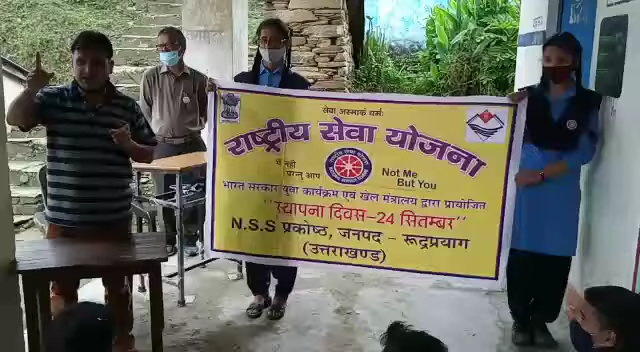 सेवा अस्माकं धर्मः
राष्ट्रीय सेवा योजना
मैं नहीं
परन्तु आप
Not Me
But You
भारत सरकार युवा कार्यक्रम एवं खेल मंत्रालय द्वारा प्रायोजित
"स्थापना दिवस-24 सितम्बर"
N.S.S प्रकोष्ठ, जनपद - रूद्रप्रयाग
(उत्तराखण्ड)